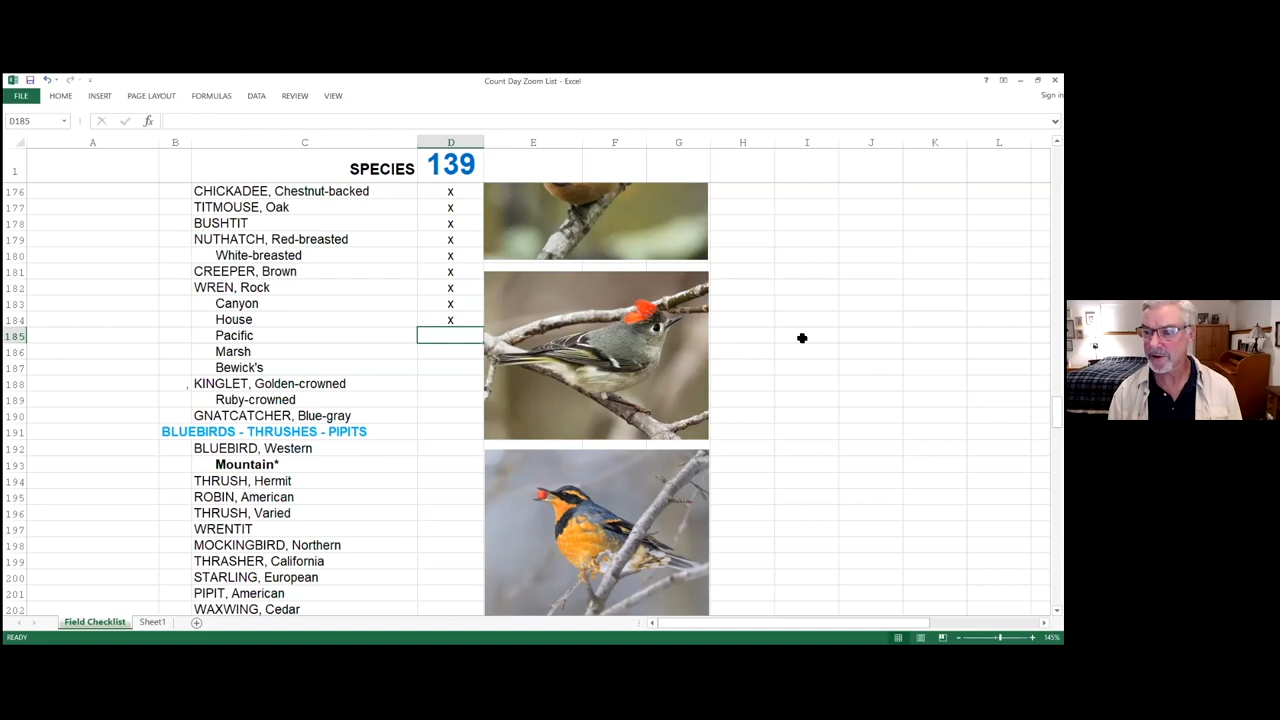 Count Day Zoom List - Excel
FILE HOME INSERT PAGE LAYOUT FORMULAS DATA REVIEW VIEW Sign in
D185 fx
A B C D E F G H I J K L
1 SPECIES 139
176 CHICKADEE, Chestnut-backed x
177 TITMOUSE, Oak x
178 BUSHTIT x
179 NUTHATCH, Red-breasted x
180 White-breasted x
181 CREEPER, Brown x
182 WREN, Rock x
183 Canyon x
184 House x
185 Pacific
186 Marsh
187 Bewick's
188 , KINGLET, Golden-crowned
189 Ruby-crowned
190 GNATCATCHER, Blue-gray
191 BLUEBIRDS - THRUSHES - PIPITS
192 BLUEBIRD, Western
193 Mountain*
194 THRUSH, Hermit
195 ROBIN, American
196 THRUSH, Varied
197 WRENTIT
198 MOCKINGBIRD, Northern
199 THRASHER, California
200 STARLING, European
201 PIPIT, American
202 WAXWING, Cedar
Field Checklist Sheet1
READY 145%